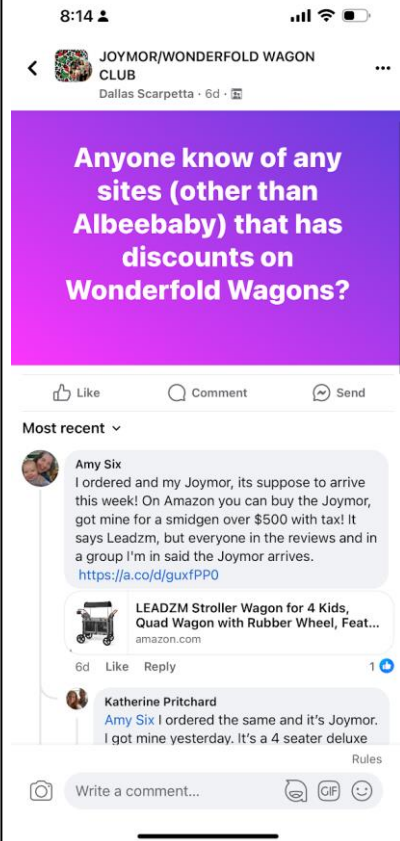 8:14
JOYMOR/WONDERFOLD WAGON
CLUB
Dallas Scarpetta · 6d ·
Anyone know of any
sites (other than
Albeebaby) that has
discounts on
Wonderfold Wagons?
Like Comment Send
Most recent
Amy Six
I ordered and my Joymor, its suppose to arrive
this week! On Amazon you can buy the Joymor,
got mine for a smidgen over $500 with tax! It
says Leadzm, but everyone in the reviews and in
a group I'm in said the Joymor arrives.
https://a.co/d/guxfPP0
LEADZM Stroller Wagon for 4 Kids,
Quad Wagon with Rubber Wheel, Feat...
amazon.com
6d Like Reply 1
Katherine Pritchard
Amy Six I ordered the same and it's Joymor.
I got mine yesterday. It's a 4 seater deluxe
Rules
Write a comment... GIF